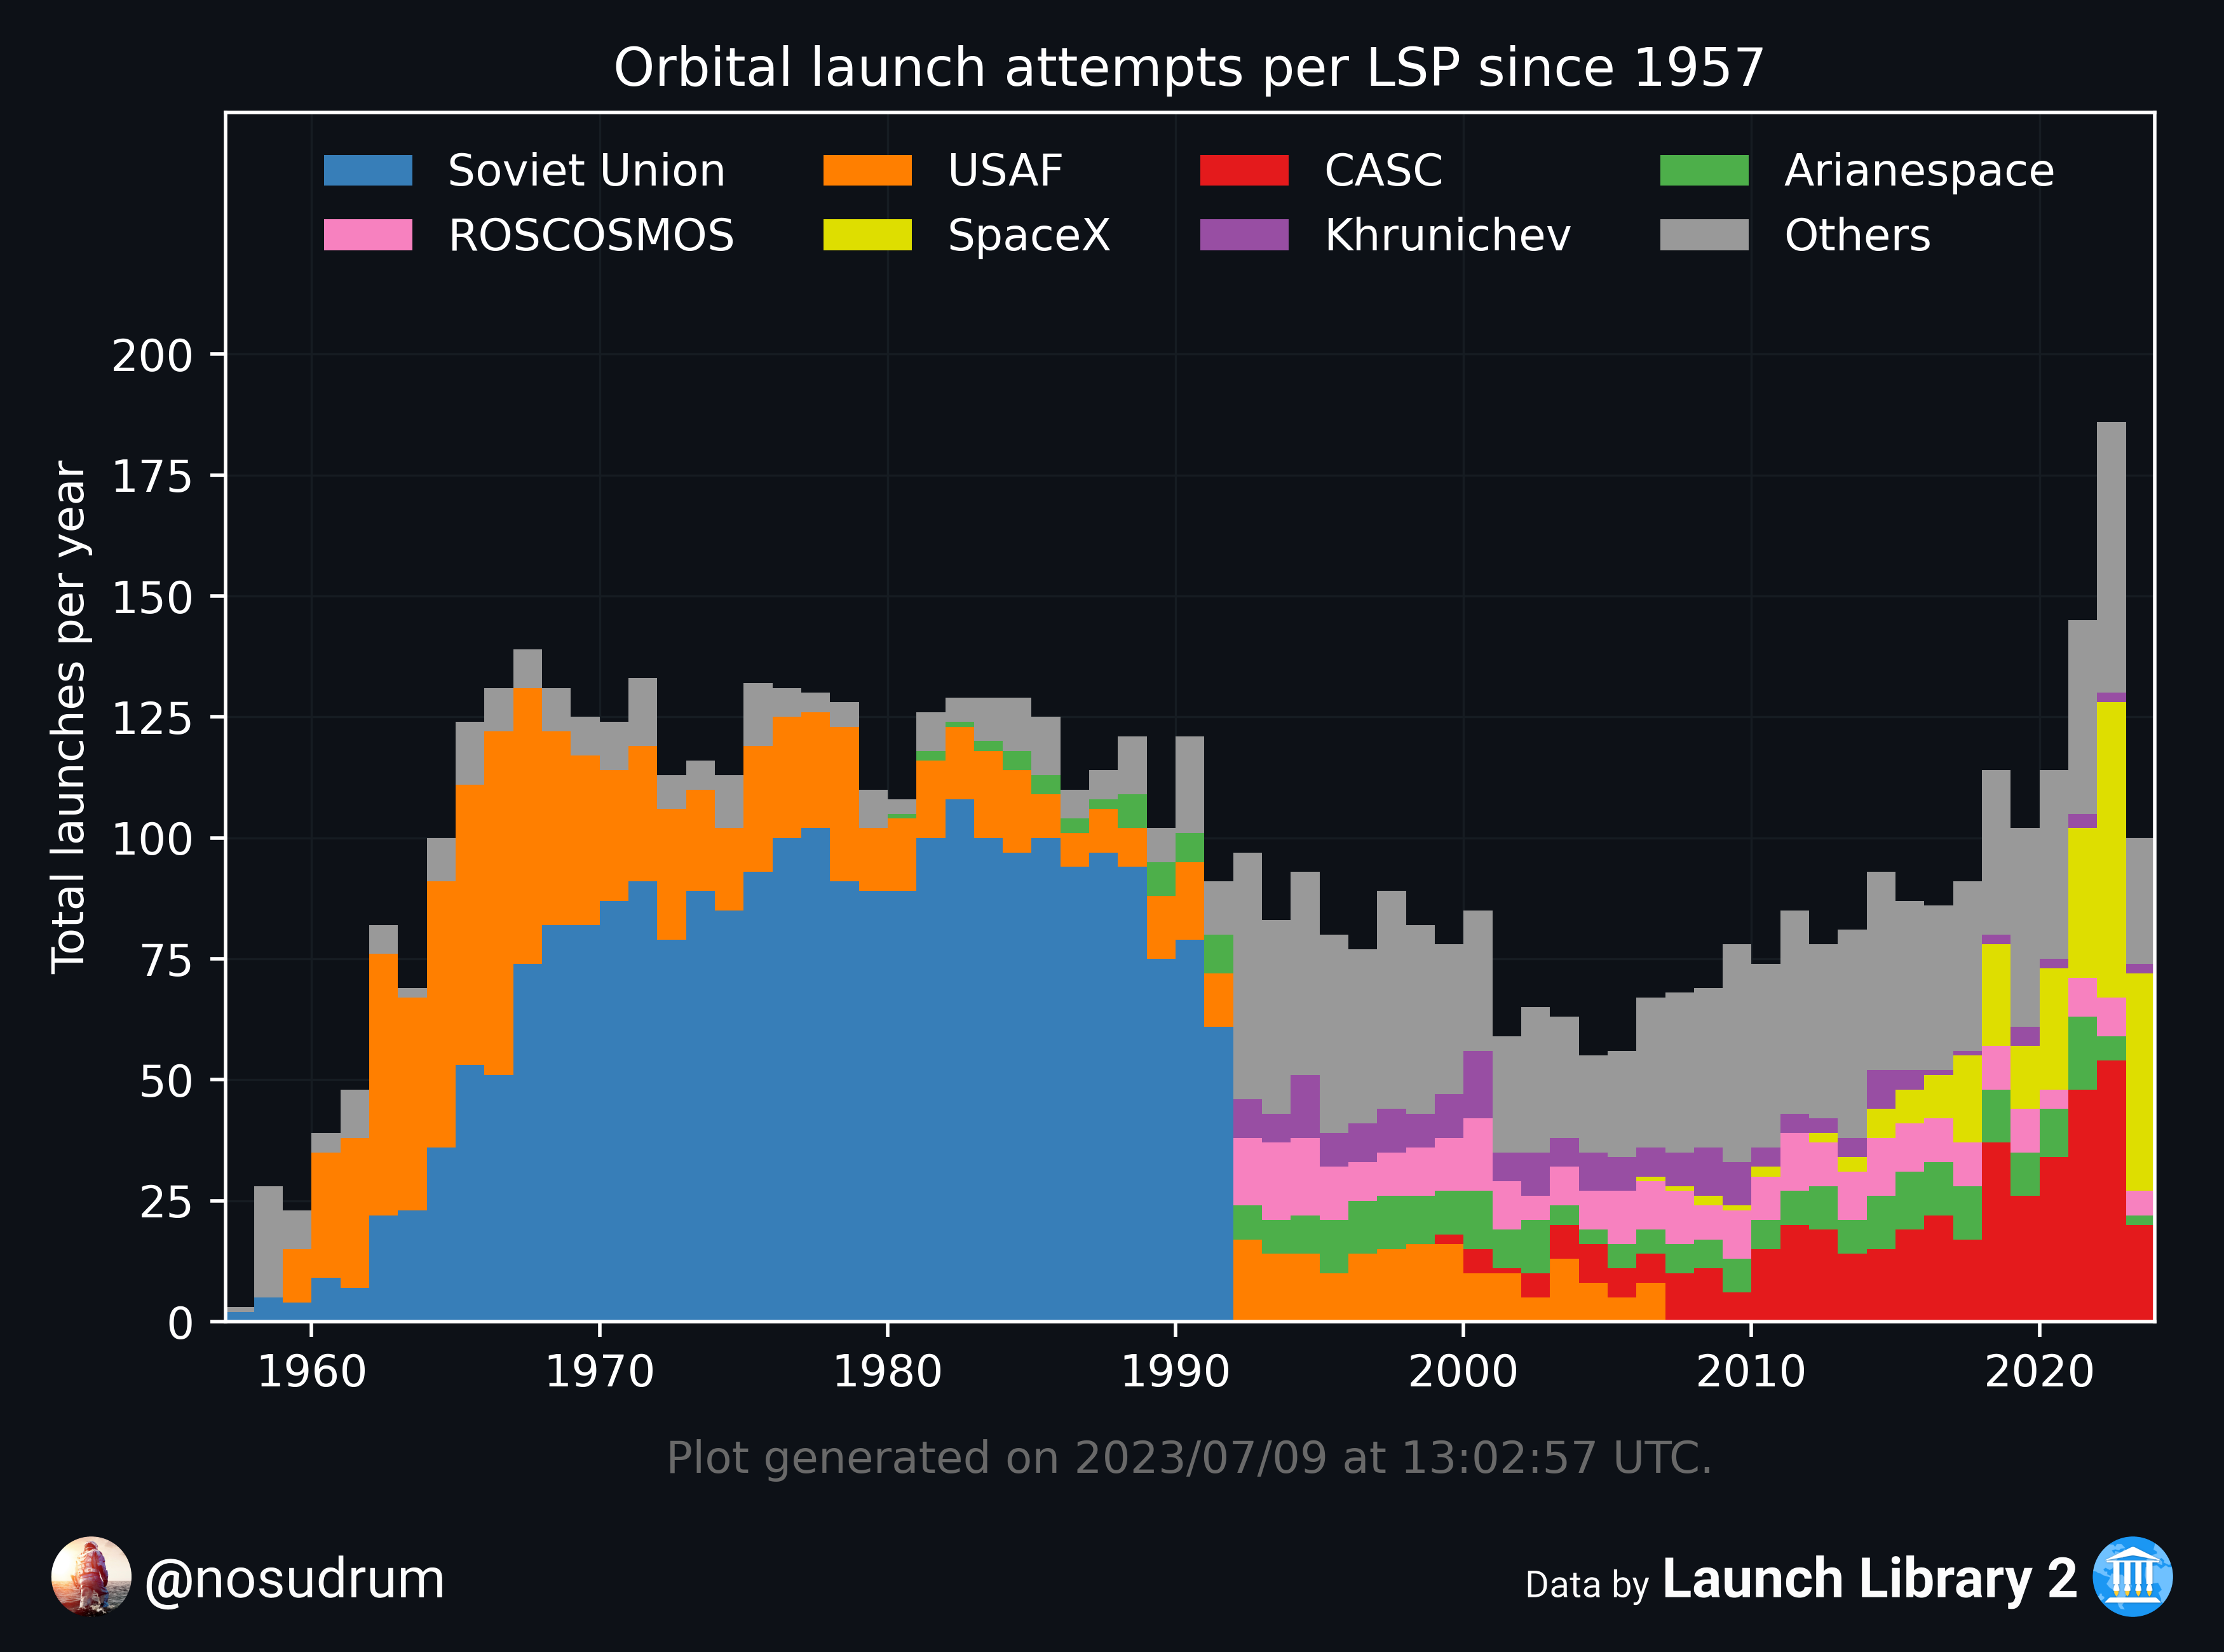 Orbital launch attempts per LSP since 1957
Soviet Union
USAF
CASC
Arianespace
ROSCOSMOS
SpaceX
Khrunichev
Others
Total launches per year
200
175
150
125
100
75
50
25
0
1960
1970
1980
1990
2000
2010
2020
Plot generated on 2023/07/09 at 13:02:57 UTC.
@nosudrum
Data by Launch Library 2